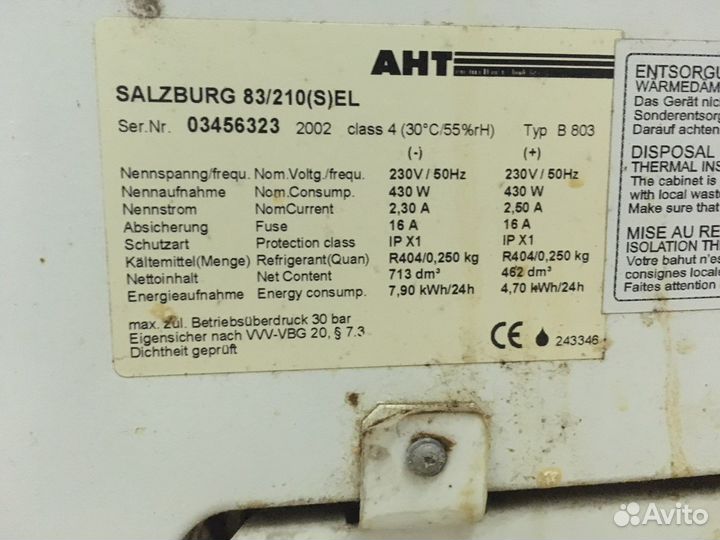 AHT
SALZBURG 83/210(S)EL
Ser.Nr. 03456323 2002 class 4 (30°C/55%rH) Typ B 803
(-) (+)
Nennspanng/frequ. Nom.Voltg./frequ. 230V / 50Hz 230V / 50Hz
Nennaufnahme Nom.Consump. 430 W 430 W
Nennstrom NomCurrent 2,30 A 2,50 A
Absicherung Fuse 16 A 16 A
Schutzart Protection class IP X1 IP X1
Kältemittel(Menge) Refrigerant(Quan) R404/0,250 kg R404/0,250 kg
Nettoinhalt Net Content 713 dm³ 462 dm³
Energieaufnahme Energy consump. 7,90 kWh/24h 4,70 kWh/24h
max. zul. Betriebsüberdruck 30 bar
Eigensicher nach VVV-VBG 20, § 7.3
Dichtheit geprüft
CE 243346
ENTSORGU
WÄRMEDÄM
Das Gerät nic
Sonderentsorg
Darauf achten
DISPOSAL
THERMAL INS
The cabinet is
with local wast
Make sure that
MISE AU RE
ISOLATION TH
Votre bahut n'es
consignes locale
Faites attention
Avito